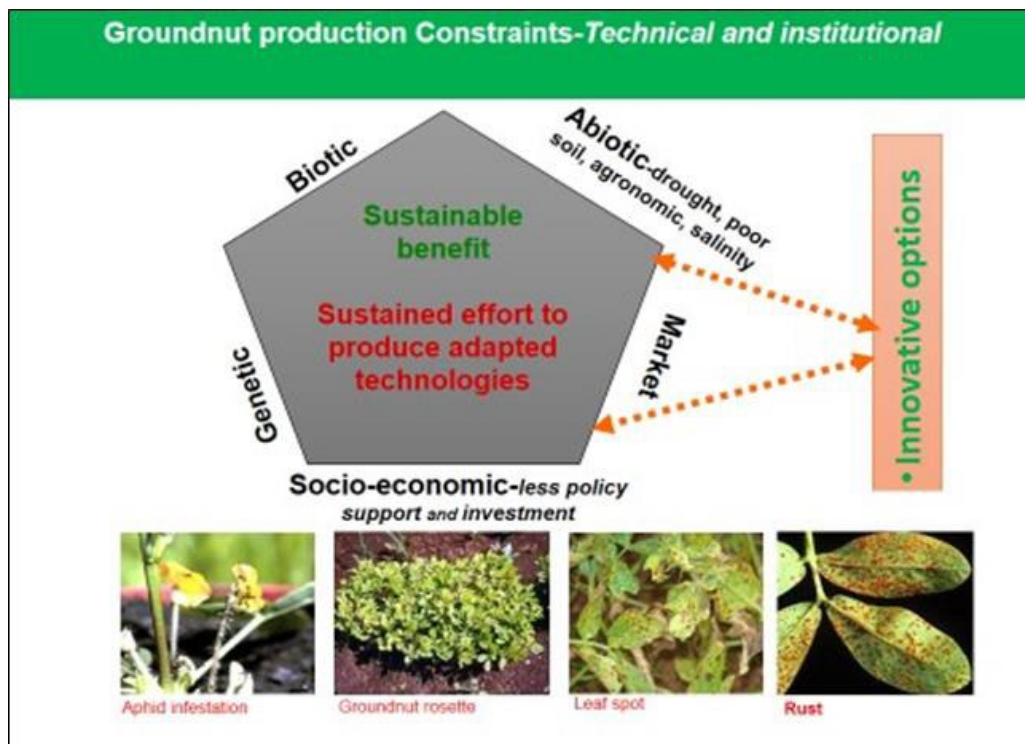 Groundnut production Constraints-Technical and institutional
Biotic
Abiotic-drought, poor
soil, agronomic, salinity
Sustainable
benefit
Sustained effort to
produce adapted
technologies
Genetic
Market
• Innovative options
Socio-economic-less policy
support and investment
Aphid infestation
Groundnut rosette
Leaf spot
Rust